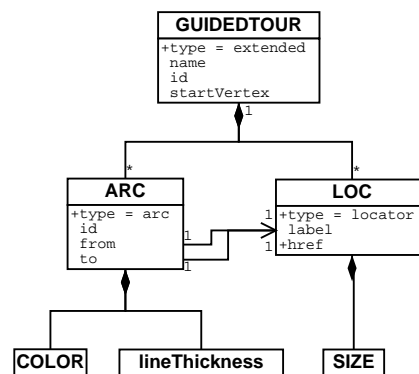 GUIDEDTOUR
+type = extended
name
id
startVertex
1
* *
ARC LOC
+type = arc
id
from
to
1
1
1
1
+type = locator
label
+href
COLOR lineThickness SIZE